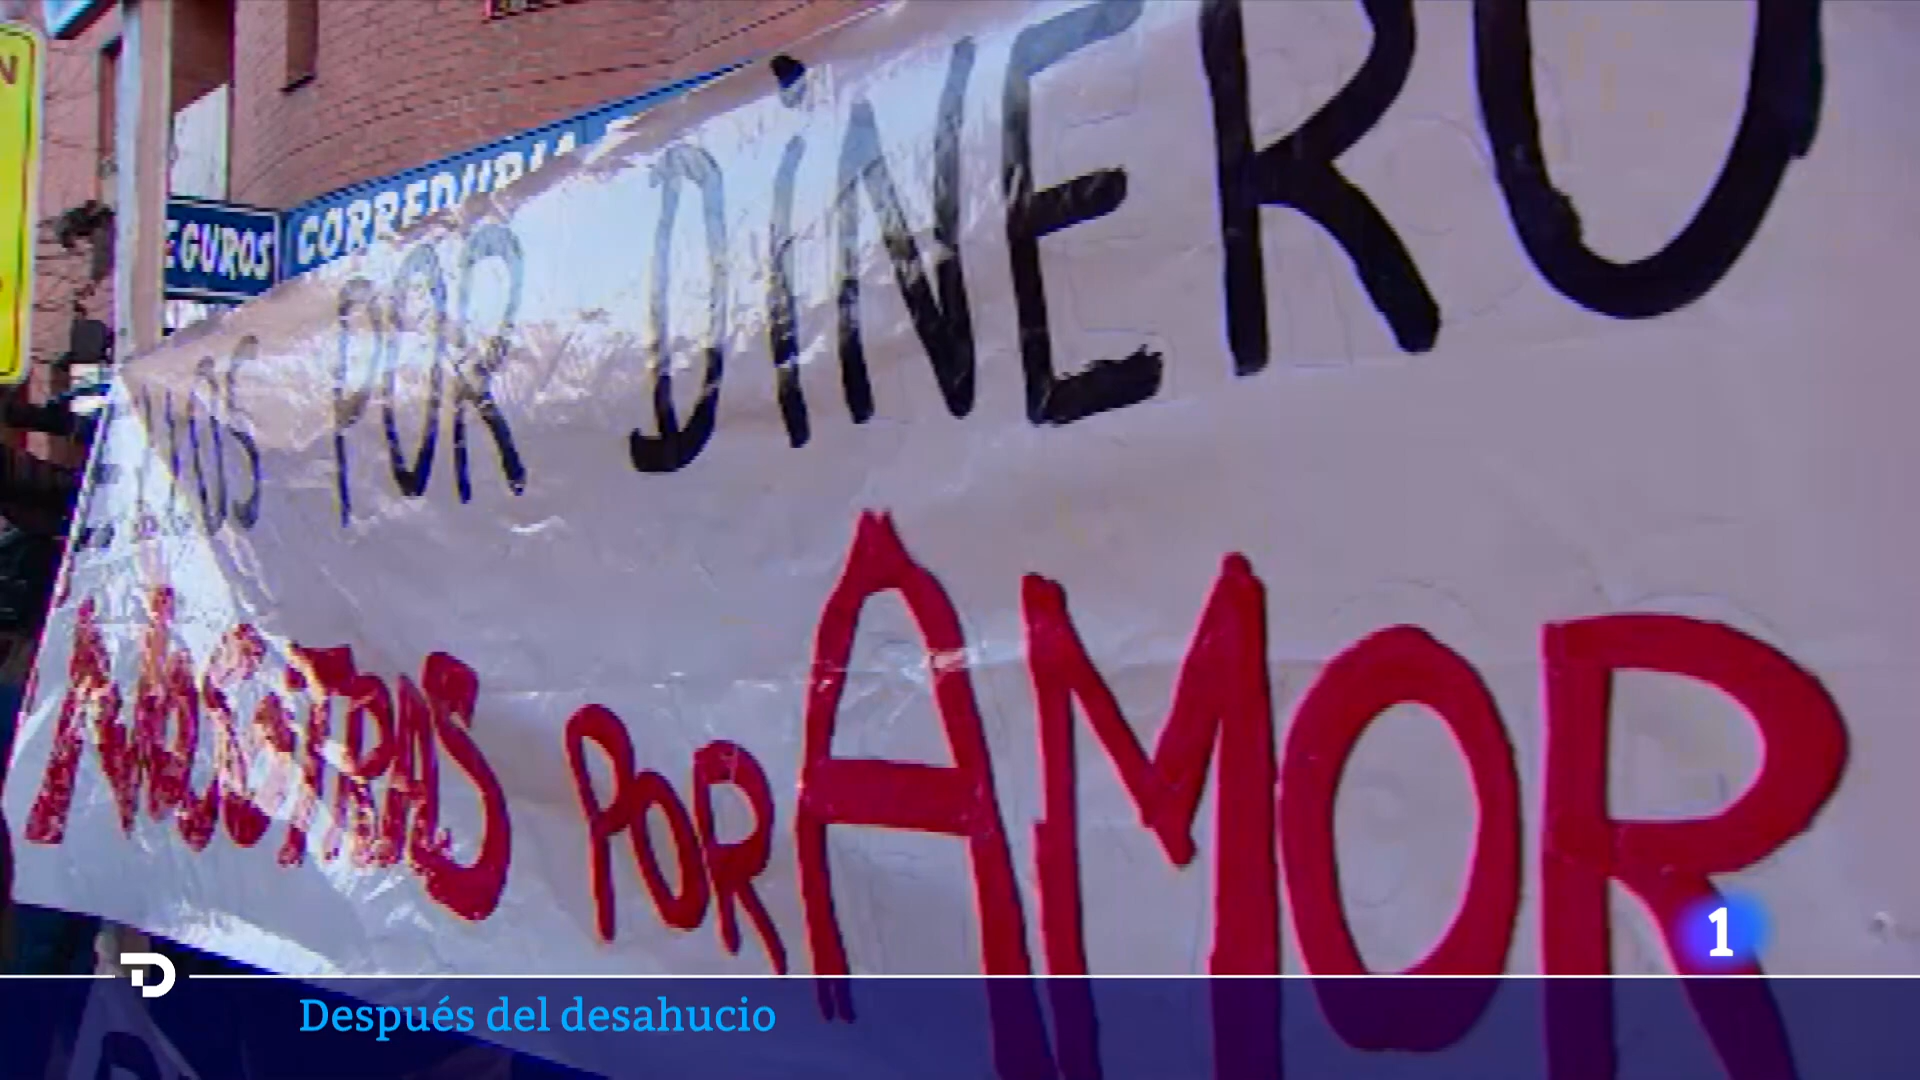 EGUROS
CORREDURIA
POR DINERO
NOSOTRAS POR AMOR
1
Después del desahucio